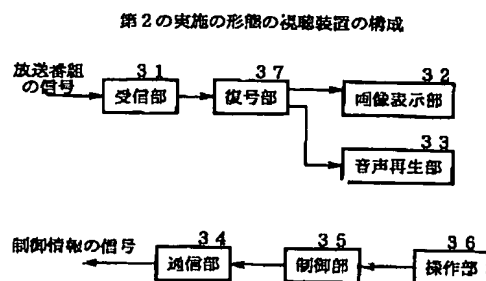 第2の実施の形態の視聴装置の構成
放送番組
の信号
31
受信部
37
復号部
32
画像表示部
33
音声再生部
制御情報の信号
34
通信部
35
制御部
36
操作部